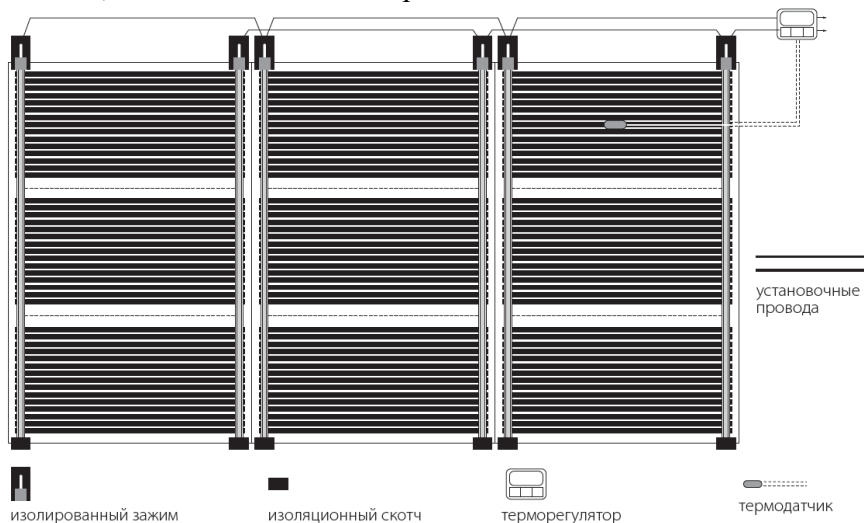 установочные
провода
изолированный зажим
изоляционный скотч
терморегулятор
термодатчик